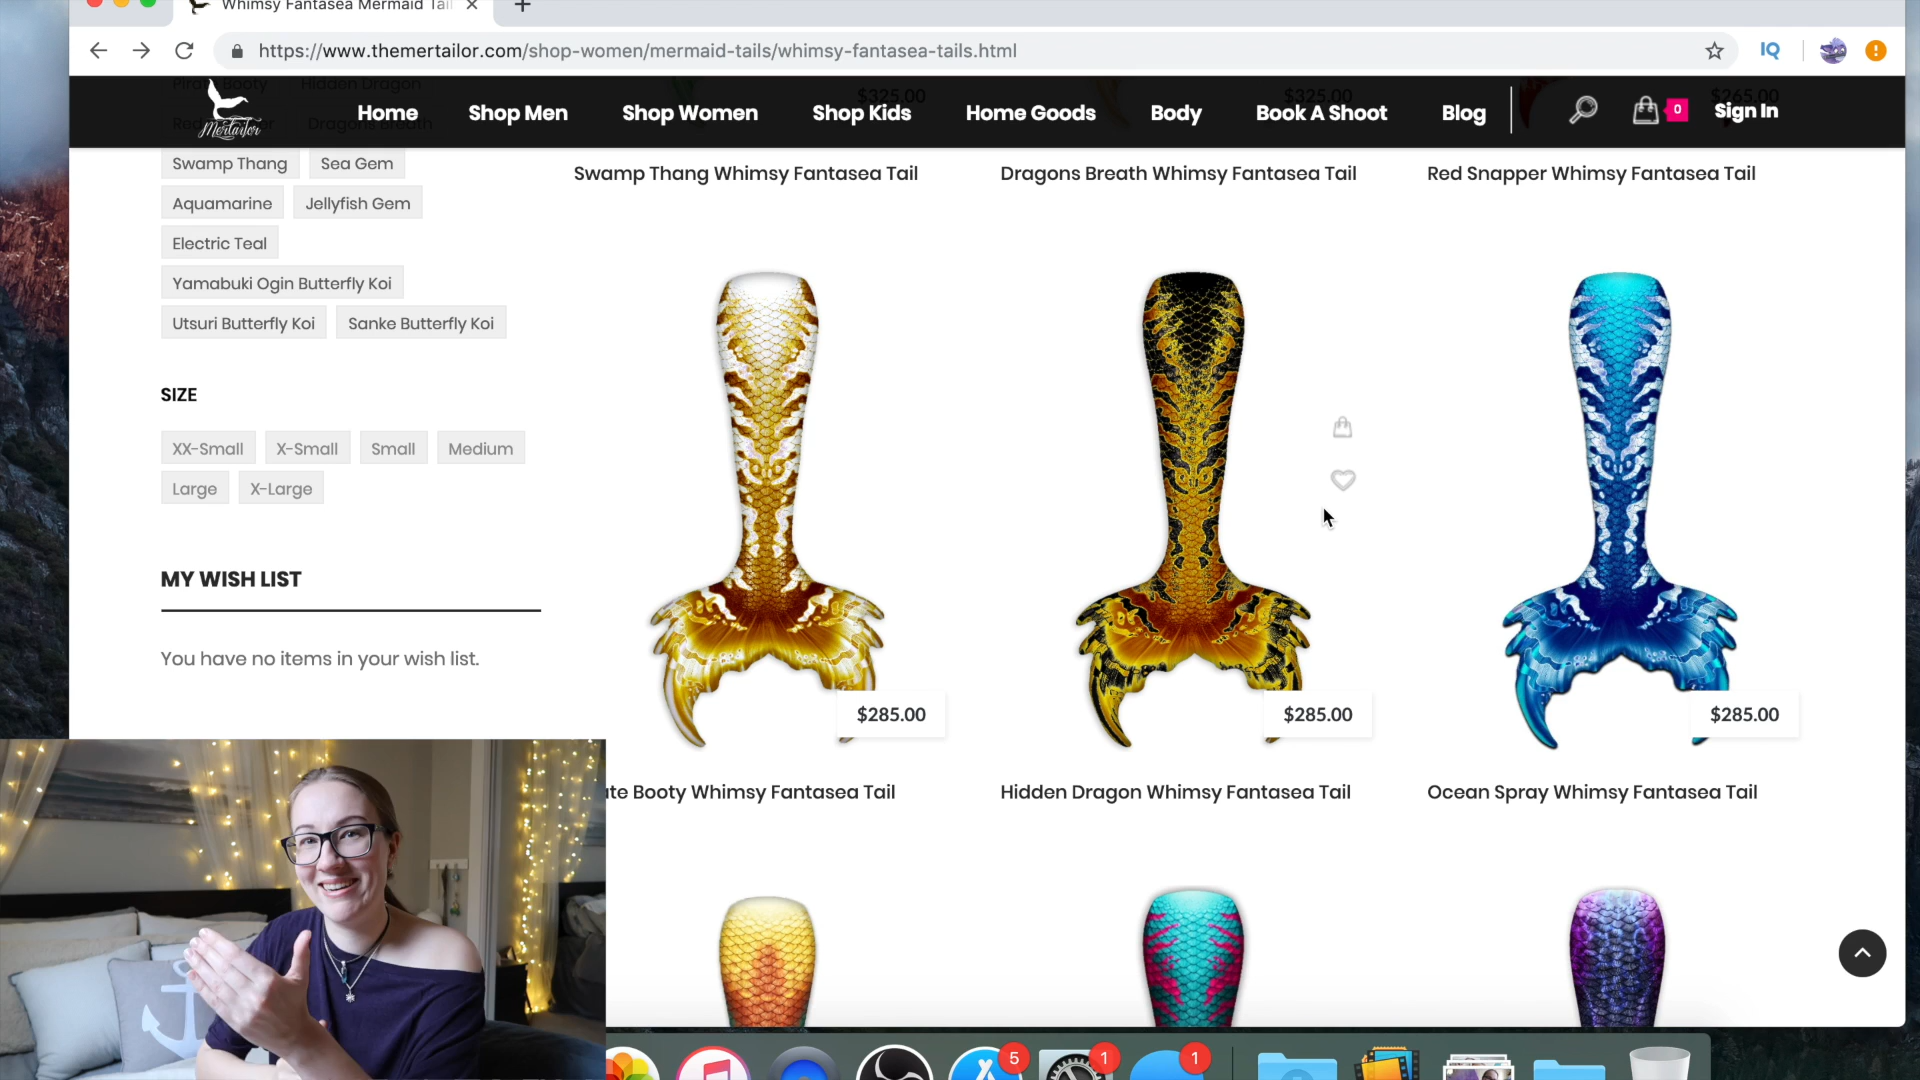 Whimsy Fantasea Mermaid Tail
https://www.themertailor.com/shop-women/mermaid-tails/whimsy-fantasea-tails.html
IQ
Pirate Booty Hidden Dragon
$325.00 $325.00 $265.00
Mertailor
Home Shop Men Shop Women Shop Kids Home Goods Body Book A Shoot Blog 0 Sign In
Red Snapper Dragons Breath
Swamp Thang Sea Gem
Swamp Thang Whimsy Fantasea Tail Dragons Breath Whimsy Fantasea Tail Red Snapper Whimsy Fantasea Tail
Aquamarine Jellyfish Gem
Electric Teal
Yamabuki Ogin Butterfly Koi
Utsuri Butterfly Koi Sanke Butterfly Koi
SIZE
XX-Small X-Small Small Medium
Large X-Large
MY WISH LIST
You have no items in your wish list.
$285.00 $285.00 $285.00
te Booty Whimsy Fantasea Tail Hidden Dragon Whimsy Fantasea Tail Ocean Spray Whimsy Fantasea Tail
5 1 1